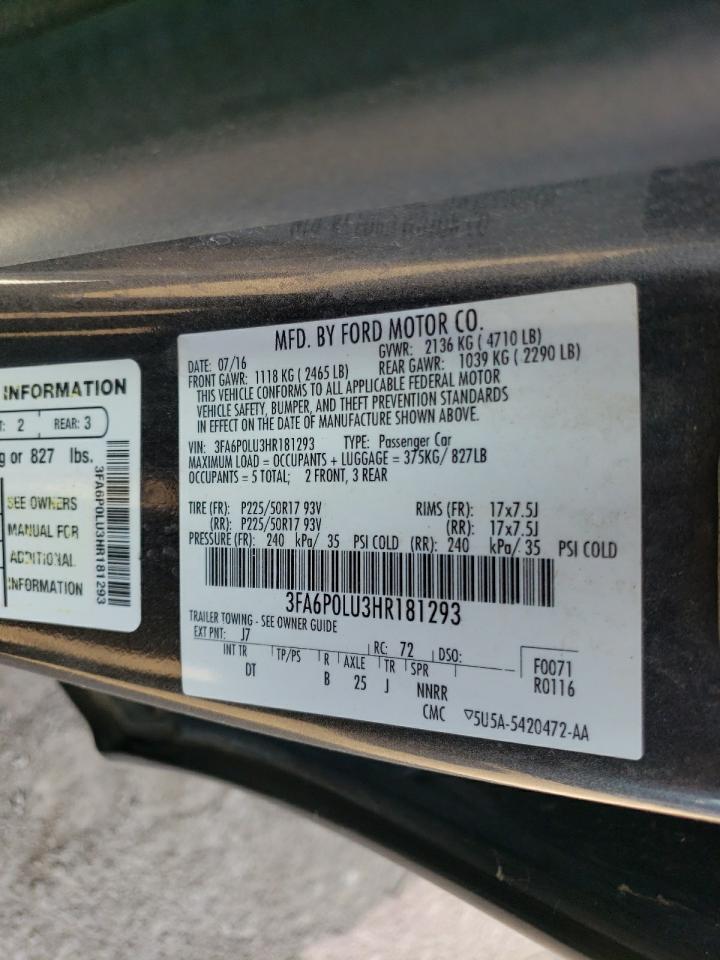 MFD. BY FORD MOTOR CO.
DATE: 07/16 GVWR: 2136 KG ( 4710 LB)
FRONT GAWR: 1118 KG ( 2465 LB) REAR GAWR: 1039 KG ( 2290 LB)
THIS VEHICLE CONFORMS TO ALL APPLICABLE FEDERAL MOTOR
VEHICLE SAFETY, BUMPER, AND THEFT PREVENTION STANDARDS
IN EFFECT ON THE DATE OF MANUFACTURE SHOWN ABOVE.
VIN: 3FA6P0LU3HR181293 TYPE: Passenger Car
MAXIMUM LOAD = OCCUPANTS + LUGGAGE = 375KG/ 827LB
OCCUPANTS = 5 TOTAL; 2 FRONT, 3 REAR
TIRE (FR): P225/50R17 93V RIMS (FR): 17x7.5J
(RR): P225/50R17 93V (RR): 17x7.5J
PRESSURE (FR): 240 kPa/ 35 PSI COLD (RR): 240 kPa/ 35 PSI COLD
3FA6P0LU3HR181293
TRAILER TOWING - SEE OWNER GUIDE
EXT PNT: J7 RC: 72 DSO: F0071
INT TR TP/PS R AXLE TR SPR R0116
DT B 25 J NNRR
CMC ▽5U5A-5420472-AA
INFORMATION
: 2 REAR: 3
g or 827 lbs.
SEE OWNERS
MANUAL FOR
ADDITIONAL
INFORMATION
3FA6P0LU3HR181293